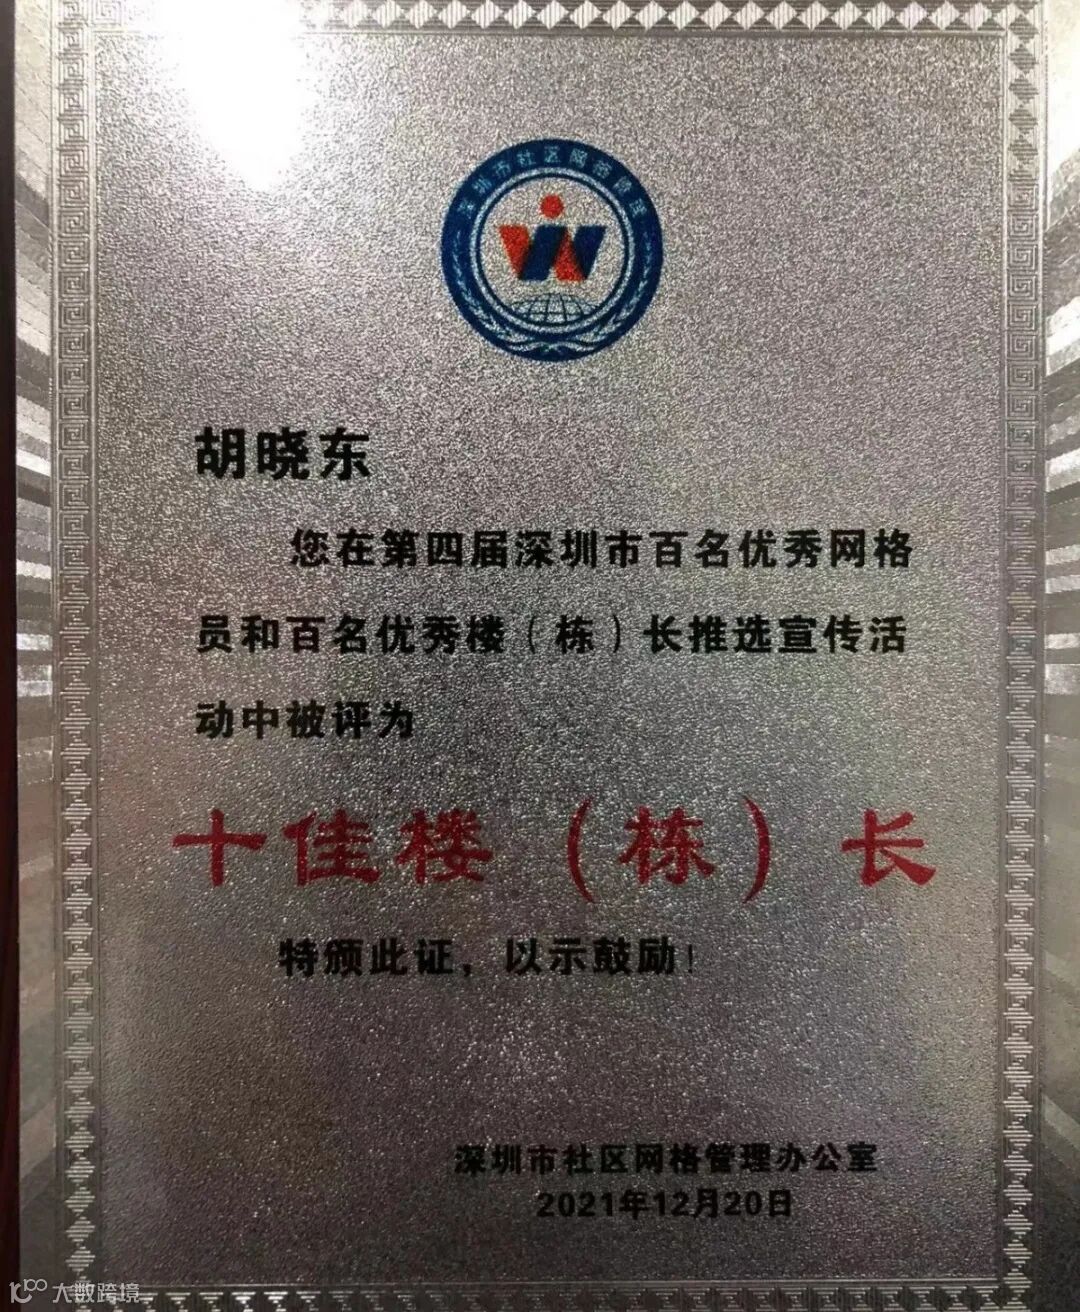 深圳市社区网格管理
胡晓东
您在第四届深圳市百名优秀网格
员和百名优秀楼（栋）长推选宣传活
动中被评为
十佳楼（栋）长
特颁此证，以示鼓励！
深圳市社区网格管理办公室
2021年12月20日
大数跨境